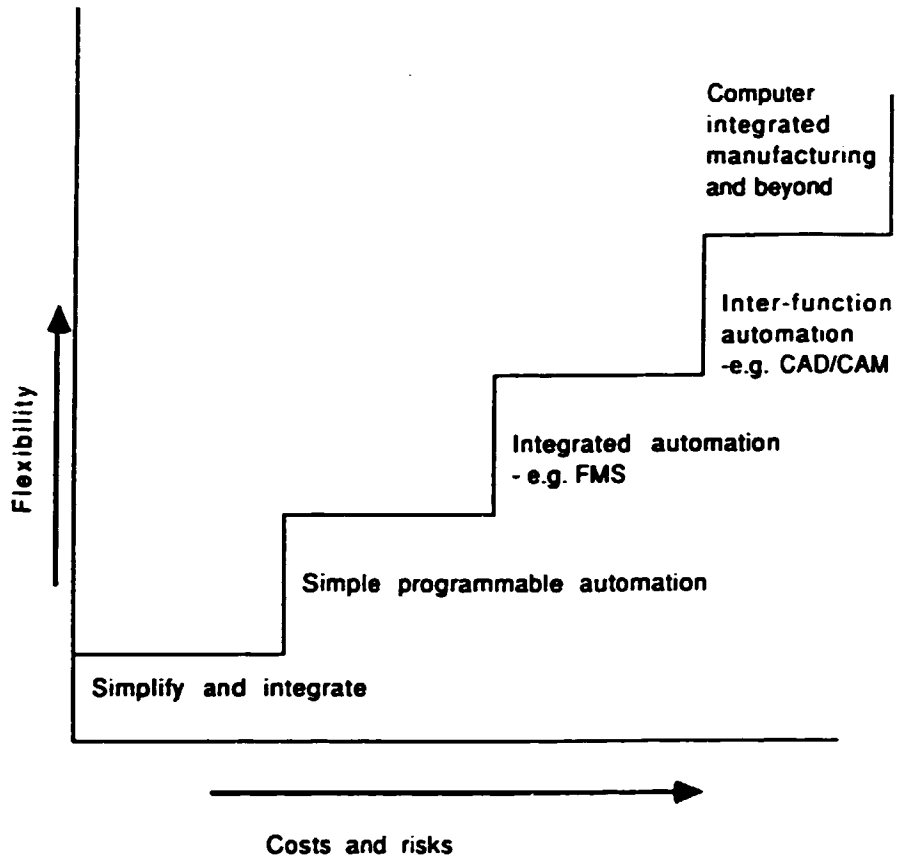 Computer
integrated
manufacturing
and beyond
Inter-function
automation
-e.g. CAD/CAM
Integrated automation
- e.g. FMS
Simple programmable automation
Simplify and integrate
Flexibility
Costs and risks